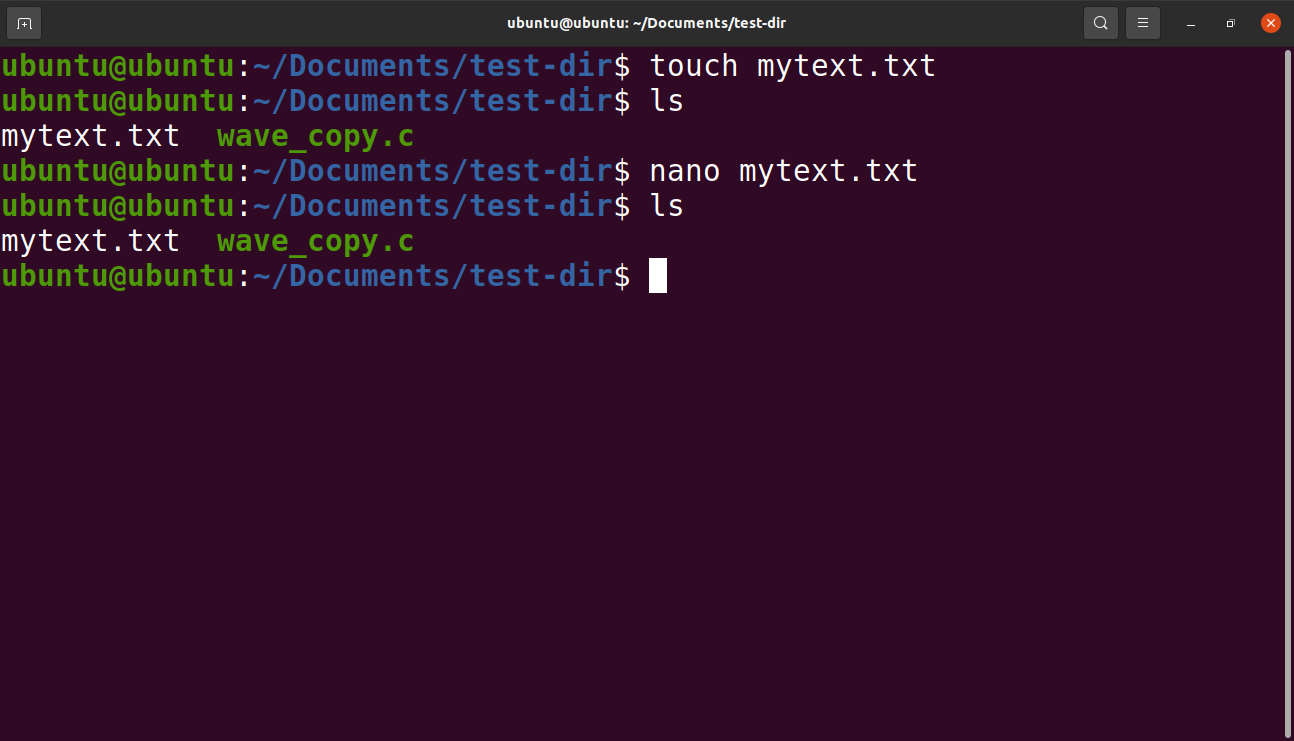 ubuntu@ubuntu: ~/Documents/test-dir
ubuntu@ubuntu:~/Documents/test-dir$ touch mytext.txt
ubuntu@ubuntu:~/Documents/test-dir$ ls
mytext.txt  wave_copy.c
ubuntu@ubuntu:~/Documents/test-dir$ nano mytext.txt
ubuntu@ubuntu:~/Documents/test-dir$ ls
mytext.txt  wave_copy.c
ubuntu@ubuntu:~/Documents/test-dir$